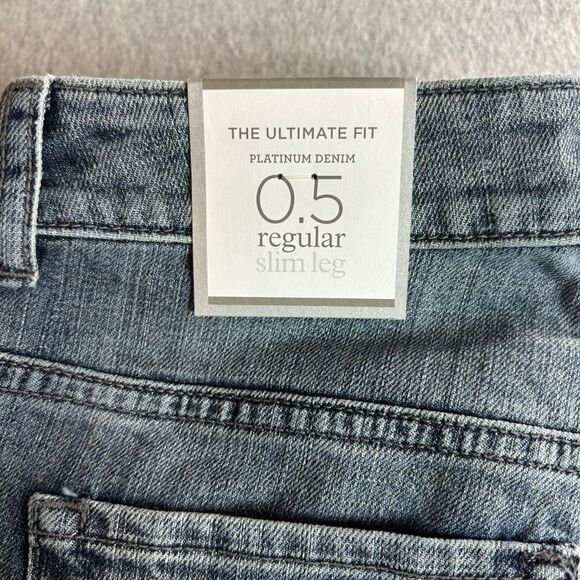 THE ULTIMATE FIT
PLATINUM DENIM
0.5
regular
slim leg